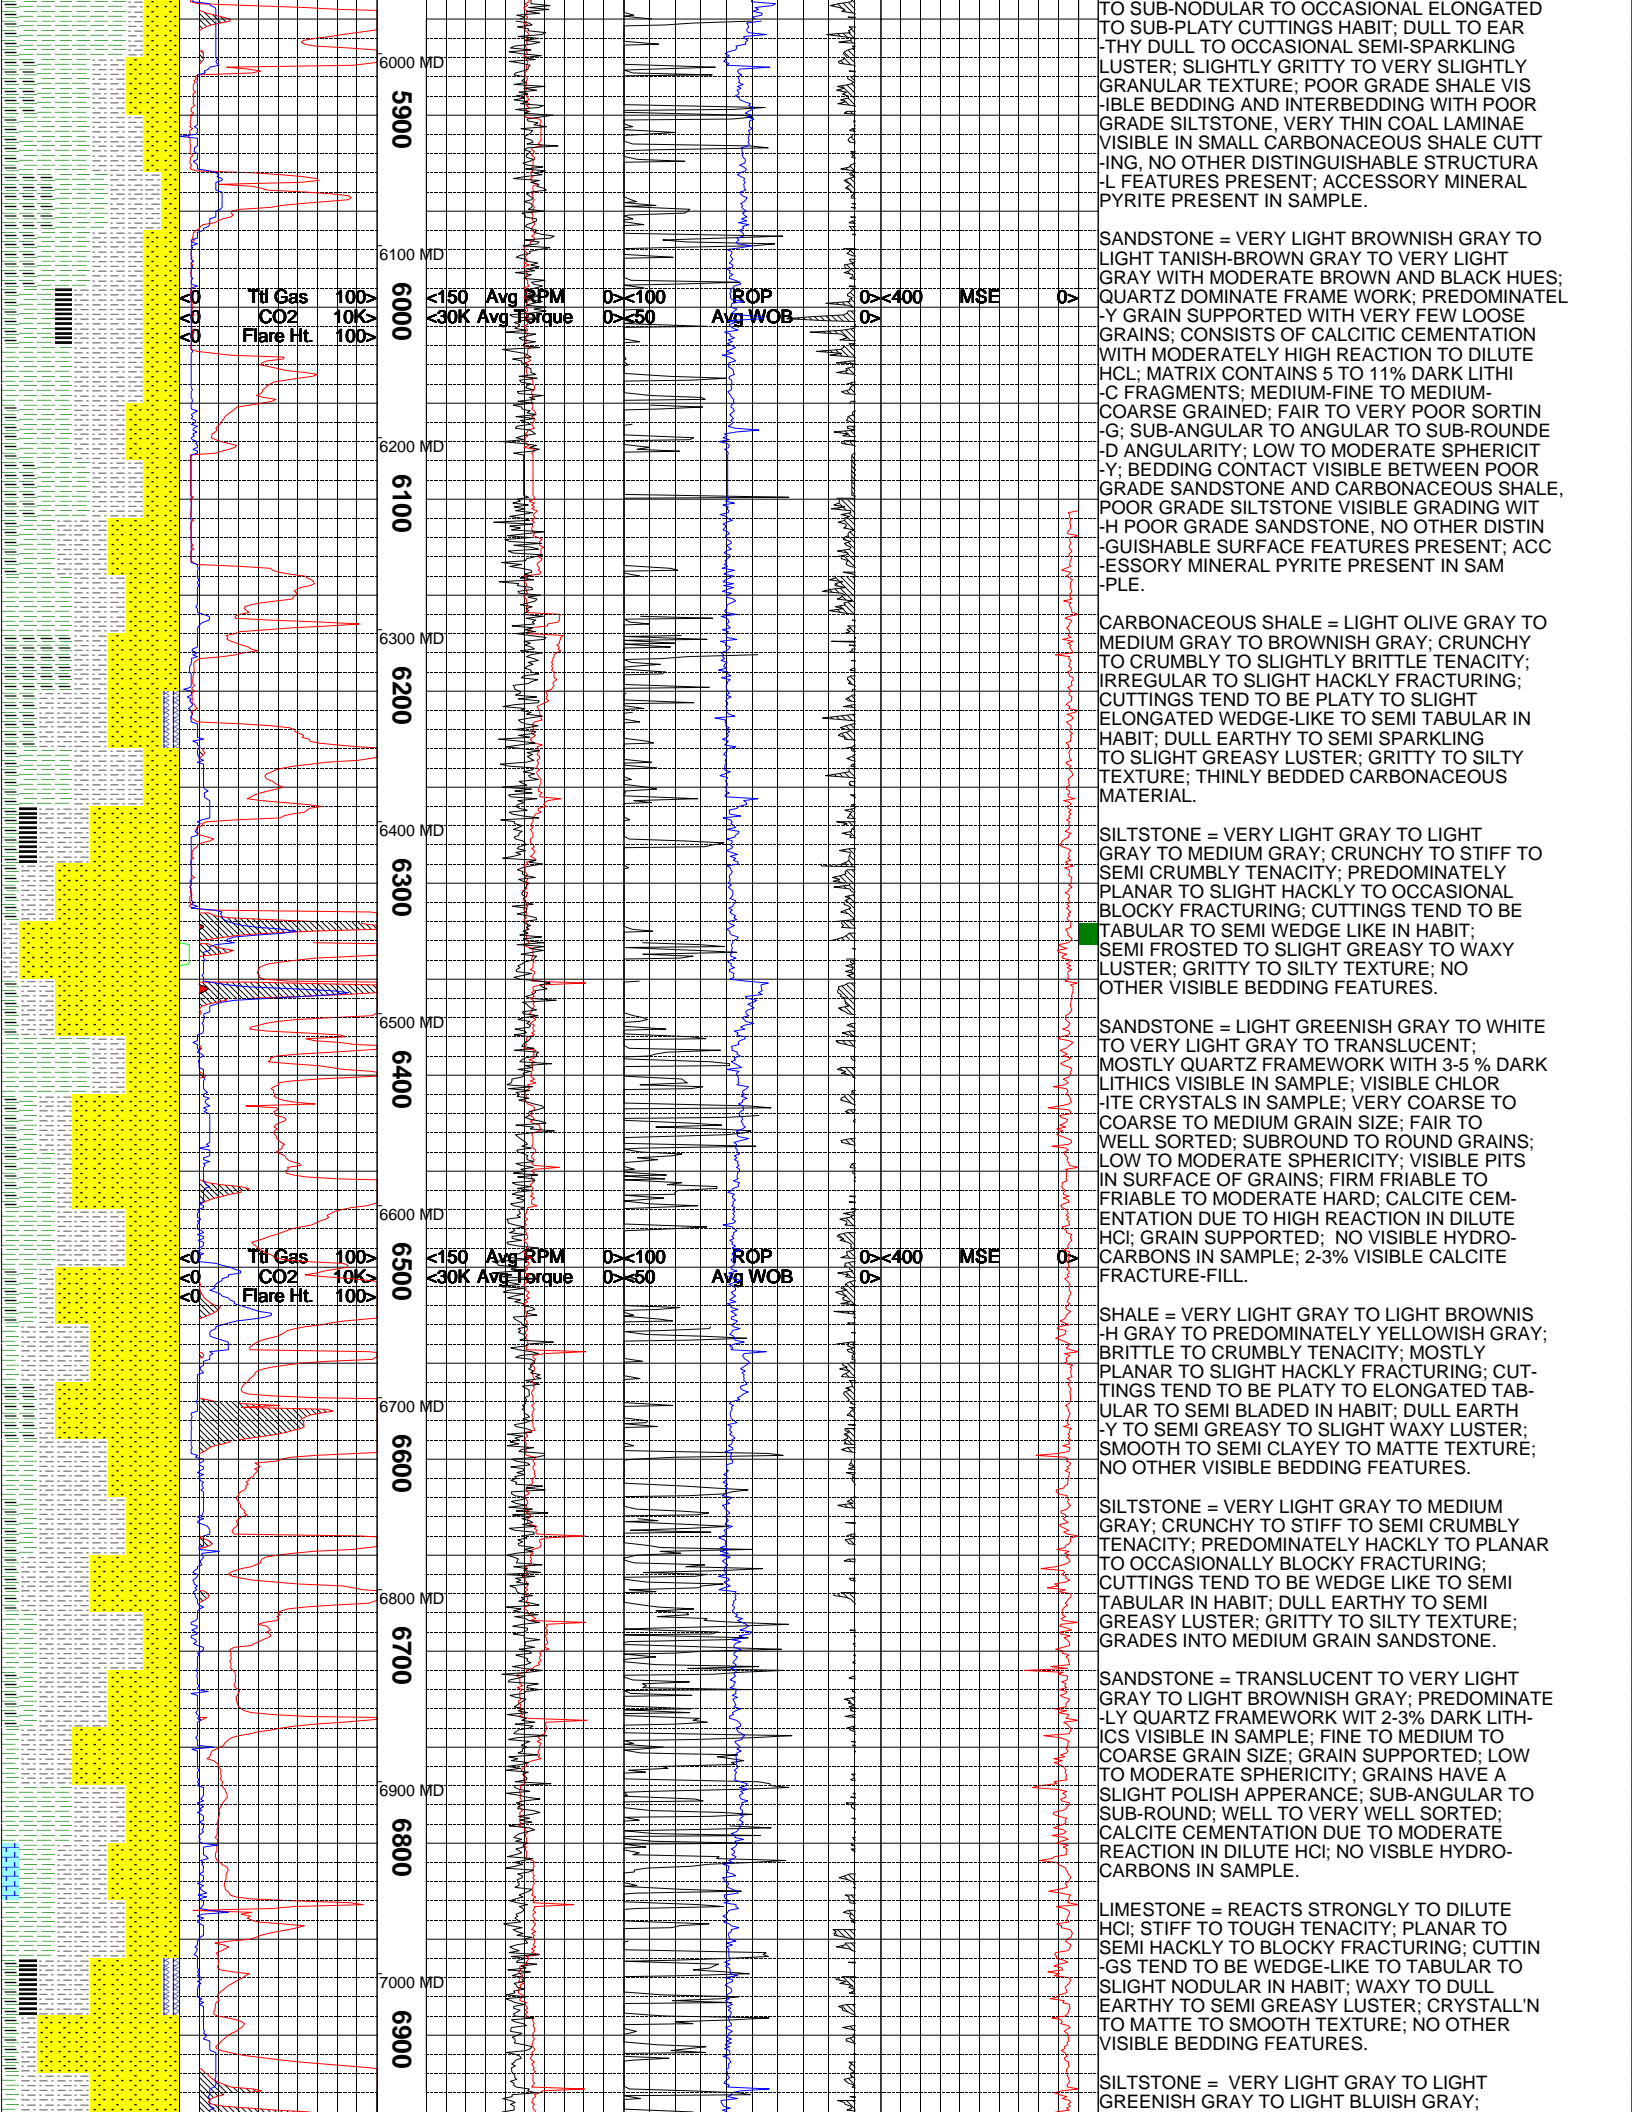 TO SUB-NODULAR TO OCCASIONAL ELONGATED
TO SUB-PLATY CUTTINGS HABIT; DULL TO EAR
-THY DULL TO OCCASIONAL SEMI-SPARKLING
LUSTER; SLIGHTLY GRITTY TO VERY SLIGHTLY
GRANULAR TEXTURE; POOR GRADE SHALE VIS
-IBLE BEDDING AND INTERBEDDING WITH POOR
GRADE SILTSTONE, VERY THIN COAL LAMINAE
VISIBLE IN SMALL CARBONACEOUS SHALE CUTT
-ING, NO OTHER DISTINGUISHABLE STRUCTURA
-L FEATURES PRESENT; ACCESSORY MINERAL
PYRITE PRESENT IN SAMPLE.
SANDSTONE = VERY LIGHT BROWNISH GRAY TO
LIGHT TANISH-BROWN GRAY TO VERY LIGHT
GRAY WITH MODERATE BROWN AND BLACK HUES;
QUARTZ DOMINATE FRAME WORK; PREDOMINATEL
-Y GRAIN SUPPORTED WITH VERY FEW LOOSE
GRAINS; CONSISTS OF CALCITIC CEMENTATION
WITH MODERATELY HIGH REACTION TO DILUTE
HCL; MATRIX CONTAINS 5 TO 11% DARK LITHI
-C FRAGMENTS; MEDIUM-FINE TO MEDIUM-
COARSE GRAINED; FAIR TO VERY POOR SORTIN
-G; SUB-ANGULAR TO ANGULAR TO SUB-ROUNDE
-D ANGULARITY; LOW TO MODERATE SPHERICIT
-Y; BEDDING CONTACT VISIBLE BETWEEN POOR
GRADE SANDSTONE AND CARBONACEOUS SHALE,
POOR GRADE SILTSTONE VISIBLE GRADING WIT
-H POOR GRADE SANDSTONE, NO OTHER DISTIN
-GUISHABLE SURFACE FEATURES PRESENT; ACC
-ESSORY MINERAL PYRITE PRESENT IN SAM
-PLE.
CARBONACEOUS SHALE = LIGHT OLIVE GRAY TO
MEDIUM GRAY TO BROWNISH GRAY; CRUNCHY
TO CRUMBLY TO SLIGHTLY BRITTLE TENACITY;
IRREGULAR TO SLIGHT HACKLY FRACTURING;
CUTTINGS TEND TO BE PLATY TO SLIGHT
ELONGATED WEDGE-LIKE TO SEMI TABULAR IN
HABIT; DULL EARTHY TO SEMI SPARKLING
TO SLIGHT GREASY LUSTER; GRITTY TO SILTY
TEXTURE; THINLY BEDDED CARBONACEOUS
MATERIAL.
SILTSTONE = VERY LIGHT GRAY TO LIGHT
GRAY TO MEDIUM GRAY; CRUNCHY TO STIFF TO
SEMI CRUMBLY TENACITY; PREDOMINATELY
PLANAR TO SLIGHT HACKLY TO OCCASIONAL
BLOCKY FRACTURING; CUTTINGS TEND TO BE
TABULAR TO SEMI WEDGE LIKE IN HABIT;
SEMI FROSTED TO SLIGHT GREASY TO WAXY
LUSTER; GRITTY TO SILTY TEXTURE; NO
OTHER VISIBLE BEDDING FEATURES.
SANDSTONE = LIGHT GREENISH GRAY TO WHITE
TO VERY LIGHT GRAY TO TRANSLUCENT;
MOSTLY QUARTZ FRAMEWORK WITH 3-5 % DARK
LITHICS VISIBLE IN SAMPLE; VISIBLE CHLOR
-ITE CRYSTALS IN SAMPLE; VERY COARSE TO
COARSE TO MEDIUM GRAIN SIZE; FAIR TO
WELL SORTED; SUBROUND TO ROUND GRAINS;
LOW TO MODERATE SPHERICITY; VISIBLE PITS
IN SURFACE OF GRAINS; FIRM FRIABLE TO
FRIABLE TO MODERATE HARD; CALCITE CEM-
ENTATION DUE TO HIGH REACTION IN DILUTE
HCl; GRAIN SUPPORTED;  NO VISIBLE HYDRO-
CARBONS IN SAMPLE; 2-3% VISIBLE CALCITE
FRACTURE-FILL.
SHALE = VERY LIGHT GRAY TO LIGHT BROWNIS
-H GRAY TO PREDOMINATELY YELLOWISH GRAY;
BRITTLE TO CRUMBLY TENACITY; MOSTLY
PLANAR TO SLIGHT HACKLY FRACTURING; CUT-
TINGS TEND TO BE PLATY TO ELONGATED TAB-
ULAR TO SEMI BLADED IN HABIT; DULL EARTH
-Y TO SEMI GREASY TO SLIGHT WAXY LUSTER;
SMOOTH TO SEMI CLAYEY TO MATTE TEXTURE;
NO OTHER VISIBLE BEDDING FEATURES.
SILTSTONE = VERY LIGHT GRAY TO MEDIUM
GRAY; CRUNCHY TO STIFF TO SEMI CRUMBLY
TENACITY; PREDOMINATELY HACKLY TO PLANAR
TO OCCASIONALLY BLOCKY FRACTURING;
CUTTINGS TEND TO BE WEDGE LIKE TO SEMI
TABULAR IN HABIT; DULL EARTHY TO SEMI
GREASY LUSTER; GRITTY TO SILTY TEXTURE;
GRADES INTO MEDIUM GRAIN SANDSTONE.
SANDSTONE = TRANSLUCENT TO VERY LIGHT
GRAY TO LIGHT BROWNISH GRAY; PREDOMINATE
-LY QUARTZ FRAMEWORK WIT 2-3% DARK LITH-
ICS VISIBLE IN SAMPLE; FINE TO MEDIUM TO
COARSE GRAIN SIZE; GRAIN SUPPORTED; LOW
TO MODERATE SPHERICITY; GRAINS HAVE A
SLIGHT POLISH APPERANCE; SUB-ANGULAR TO
SUB-ROUND; WELL TO VERY WELL SORTED;
CALCITE CEMENTATION DUE TO MODERATE
REACTION IN DILUTE HCl; NO VISBLE HYDRO-
CARBONS IN SAMPLE.
LIMESTONE = REACTS STRONGLY TO DILUTE
HCl; STIFF TO TOUGH TENACITY; PLANAR TO
SEMI HACKLY TO BLOCKY FRACTURING; CUTTIN
-GS TEND TO BE WEDGE-LIKE TO TABULAR TO
SLIGHT NODULAR IN HABIT; WAXY TO DULL
EARTHY TO SEMI GREASY LUSTER; CRYSTALL'N
TO MATTE TO SMOOTH TEXTURE; NO OTHER
VISIBLE BEDDING FEATURES.
SILTSTONE =  VERY LIGHT GRAY TO LIGHT
GREENISH GRAY TO LIGHT BLUISH GRAY;
6000 MD
5900
6100 MD
<0 Ttl Gas 100> <150 Avg RPM 0><100 ROP 0><400 MSE 0>
<0 CO2 10K> <30K Avg Torque 0><50 Avg WOB 0>
<0 Flare Ht. 100>
6000
6200 MD
6100
6300 MD
6200
6400 MD
6300
6500 MD
6400
6600 MD
<0 Ttl Gas 100> <150 Avg RPM 0><100 ROP 0><400 MSE 0>
<0 CO2 10K> <30K Avg Torque 0><50 Avg WOB 0>
<0 Flare Ht. 100>
6500
6700 MD
6600
6800 MD
6700
6900 MD
6800
7000 MD
6900